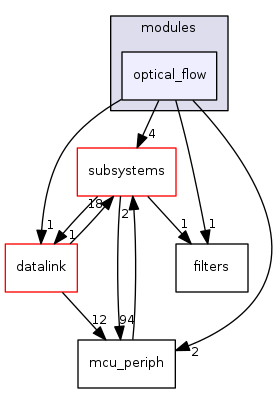 modules
optical_flow
4
subsystems
18
2
1
1
1
1
datalink
filters
12
94
mcu_periph
2